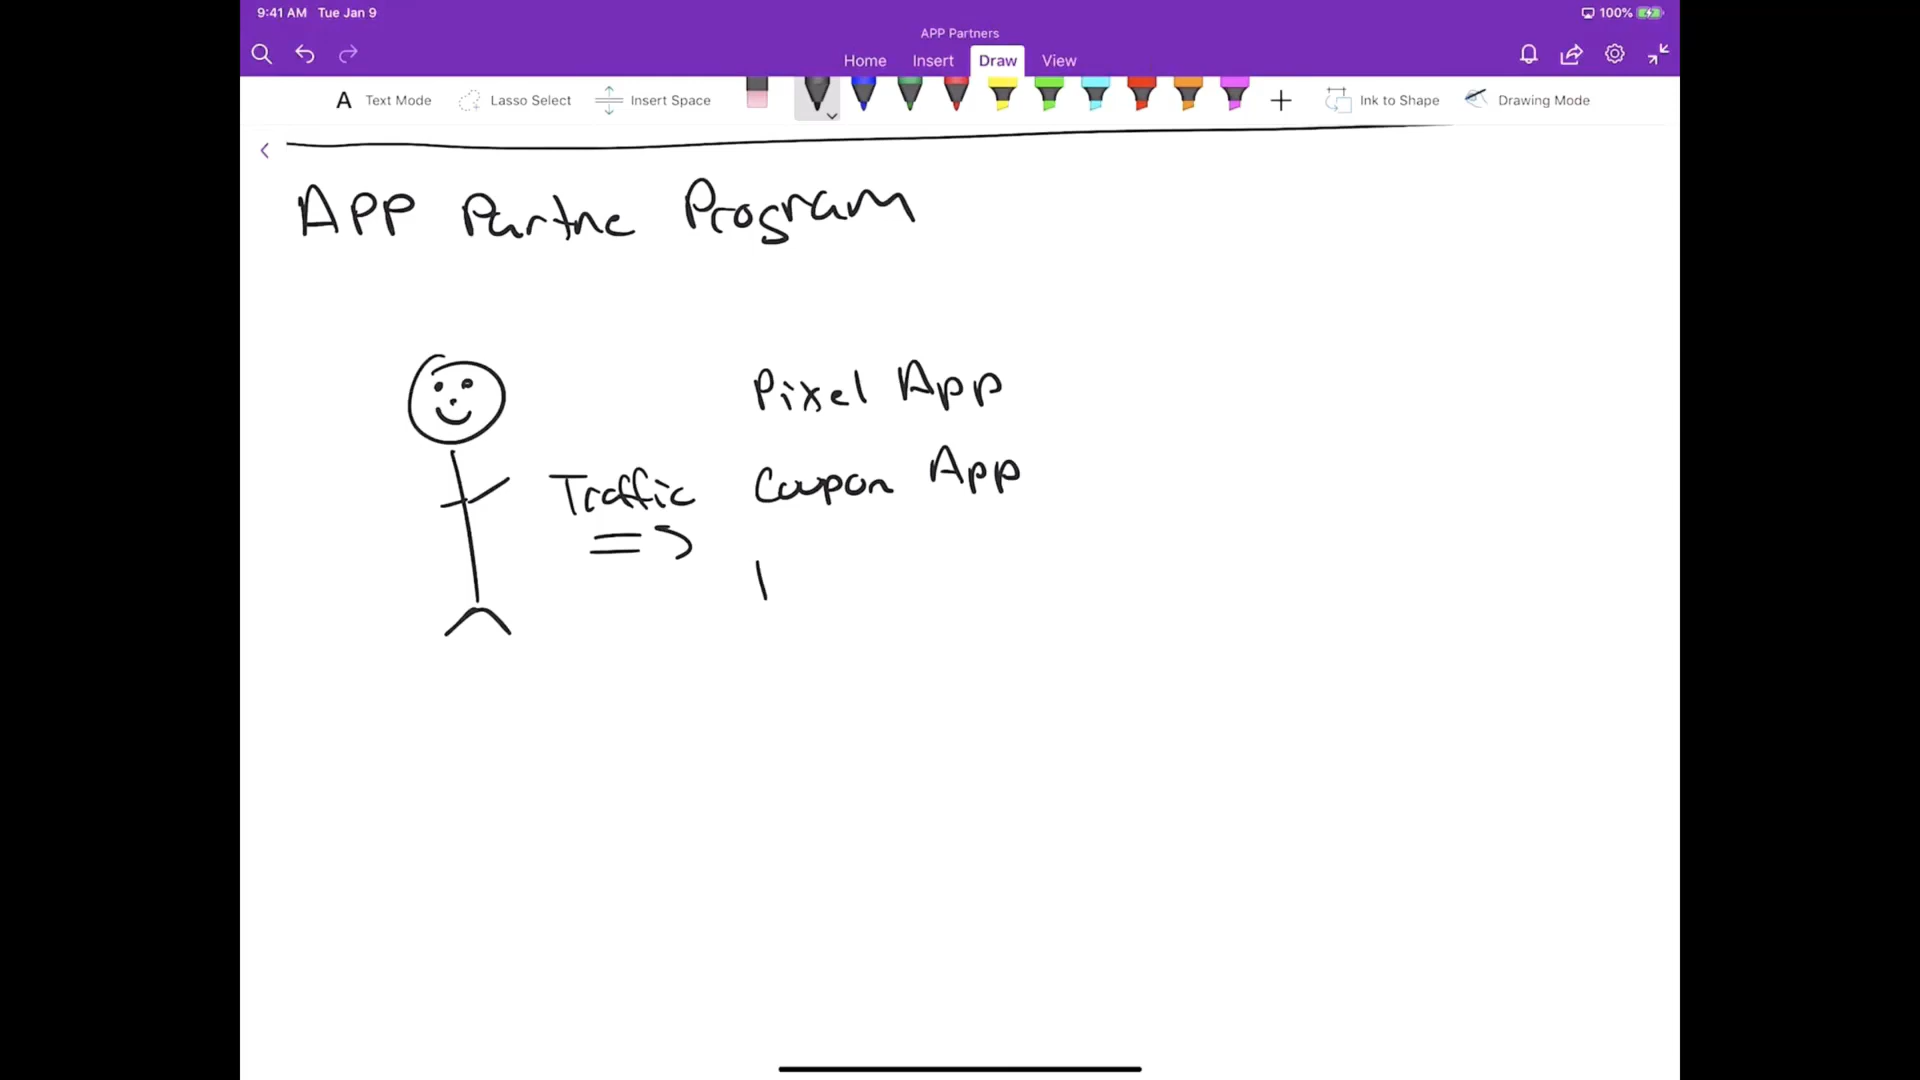 9:41 AM Tue Jan 9 100%
APP Partners
Home Insert Draw View
A Text Mode Lasso Select Insert Space Ink to Shape Drawing Mode
APP Partne Program
Pixel App
Traffic Coupon App
=>